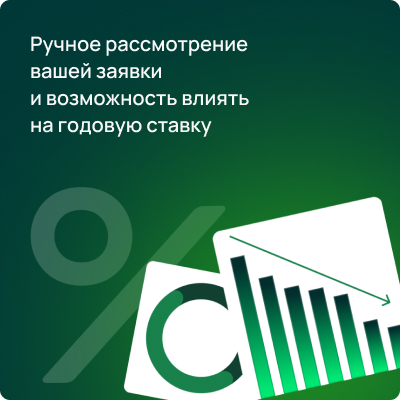 Ручное рассмотрение
вашей заявки
и возможность влиять
на годовую ставку
%